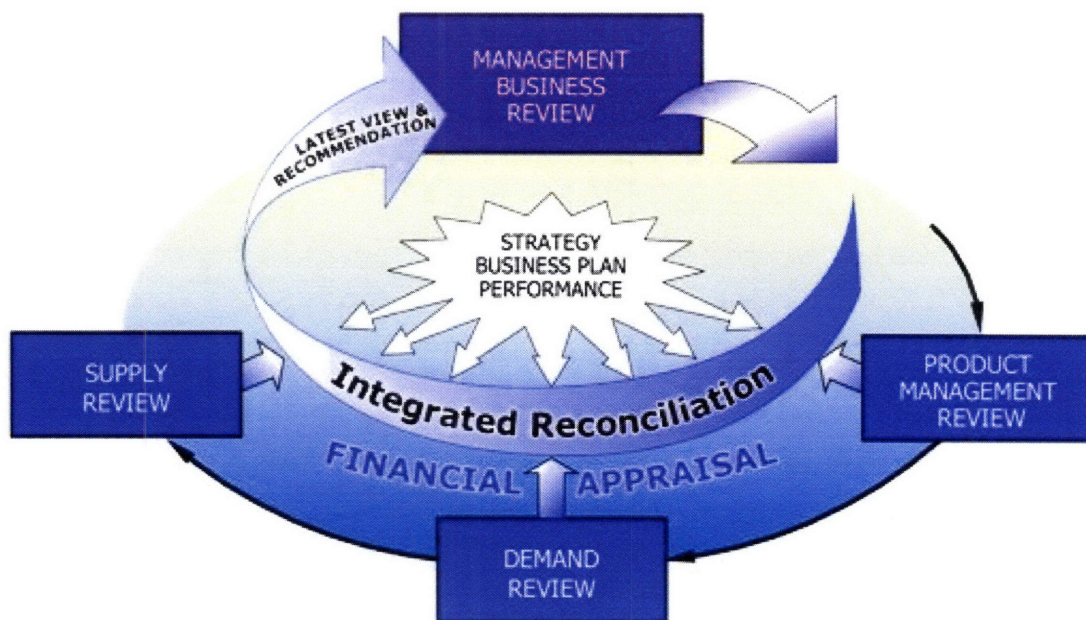 MANAGEMENT
BUSINESS
REVIEW
LATEST VIEW &
RECOMMENDATION
STRATEGY
BUSINESS PLAN
PERFORMANCE
SUPPLY
REVIEW
PRODUCT
MANAGEMENT
REVIEW
Integrated Reconciliation
FINANCIAL APPRAISAL
DEMAND
REVIEW